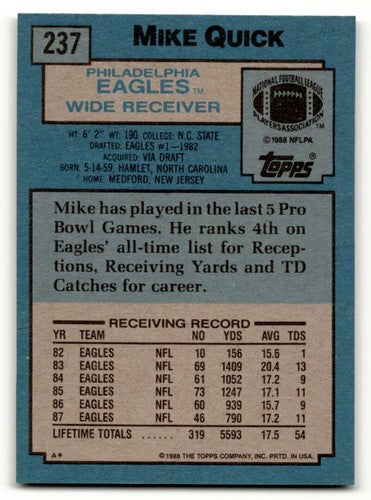 237
MIKE QUICK
PHILADELPHIA
EAGLES™
WIDE RECEIVER
NATIONAL FOOTBALL LEAGUE
PLAYERS ASSOCIATION™
© 1988 NFLPA
topps®
HT: 6' 2" WT: 190 COLLEGE: N.C. STATE
DRAFTED: EAGLES #1—1982
ACQUIRED: VIA DRAFT
BORN: 5-14-59, HAMLET, NORTH CAROLINA
HOME: MEDFORD, NEW JERSEY
Mike has played in the last 5 Pro
Bowl Games. He ranks 4th on
Eagles' all-time list for Recep-
tions, Receiving Yards and TD
Catches for career.
RECEIVING RECORD
YR TEAM NO YDS AVG TDS
82 EAGLES NFL 10 156 15.6 1
83 EAGLES NFL 69 1409 20.4 13
84 EAGLES NFL 61 1052 17.2 9
85 EAGLES NFL 73 1247 17.1 11
86 EAGLES NFL 60 939 15.7 9
87 EAGLES NFL 46 790 17.2 11
LIFETIME TOTALS ...... 319 5593 17.5 54
A* © 1988 THE TOPPS COMPANY, INC. PRTD. IN USA.